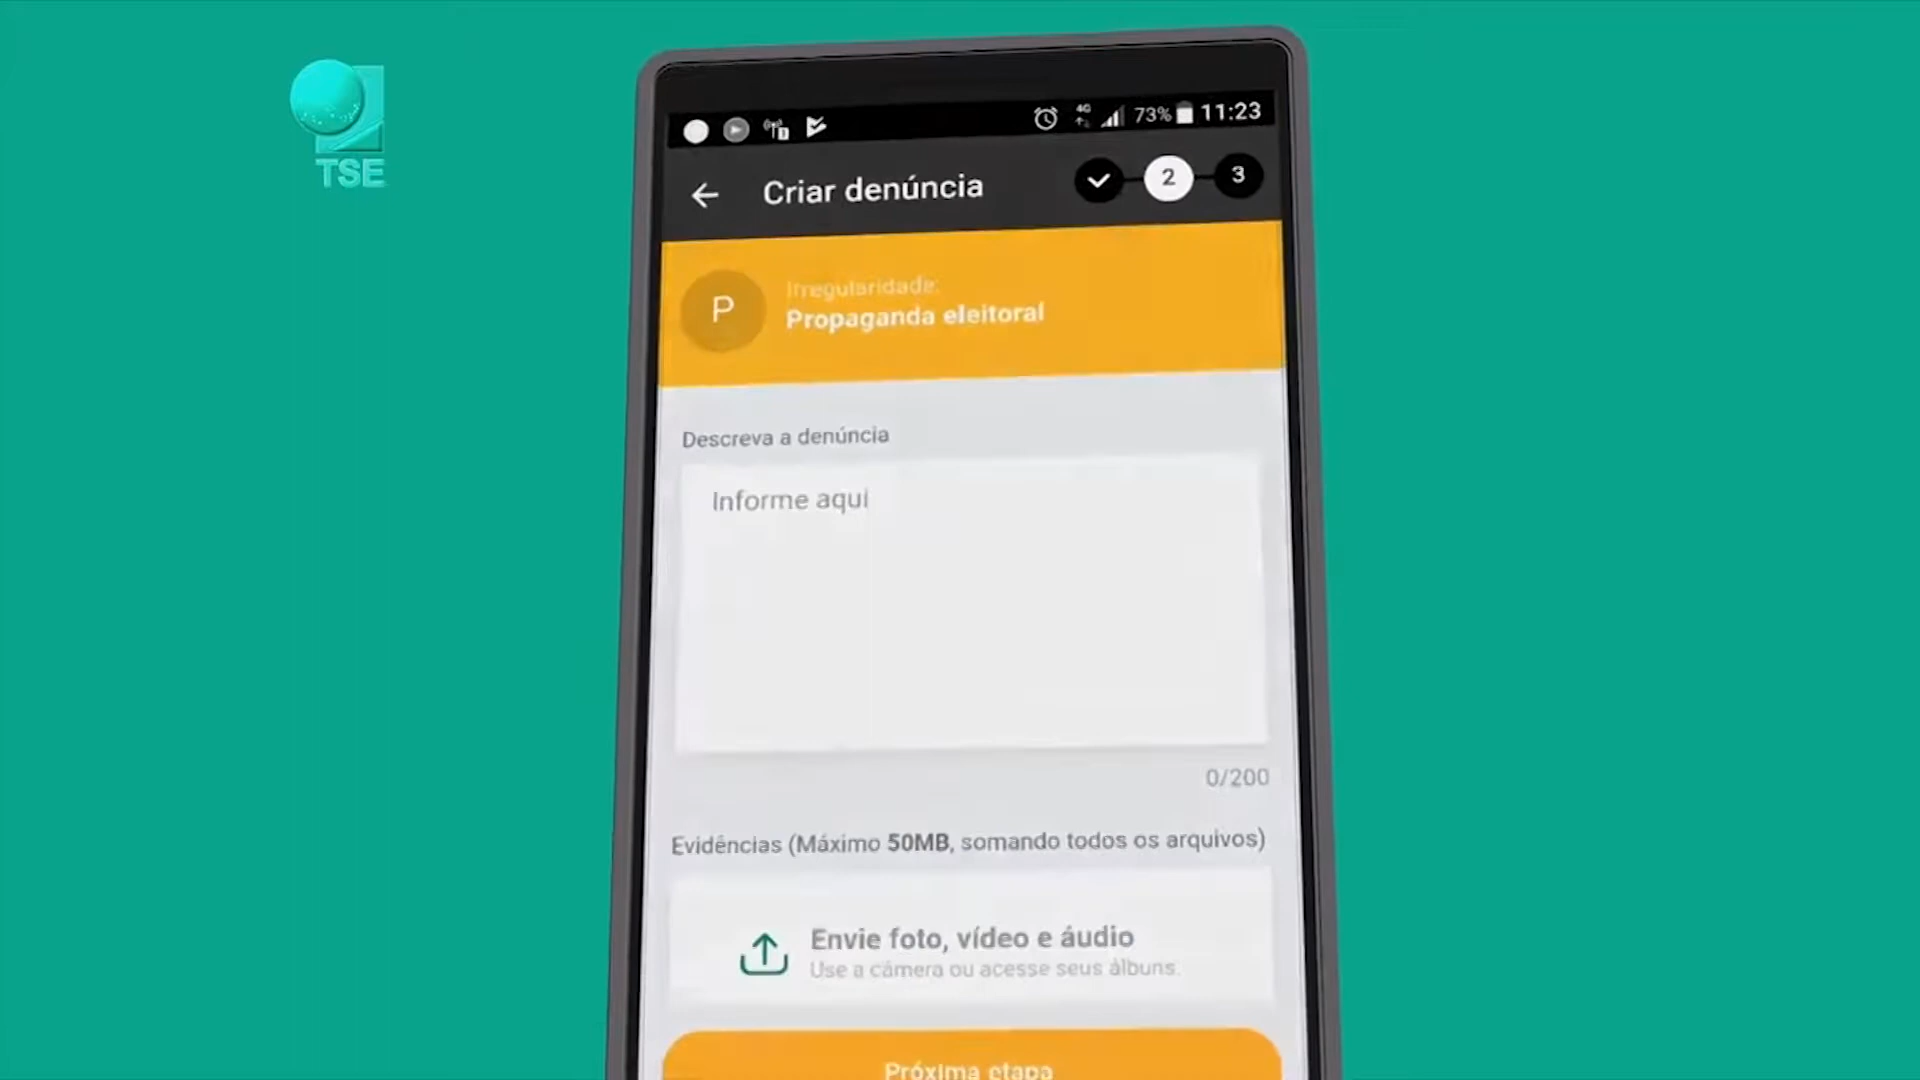 TSE
73% 11:23
Criar denúncia 2 3
P
Irregularidade:
Propaganda eleitoral
Descreva a denúncia
Informe aqui
0/200
Evidências (Máximo 50MB, somando todos os arquivos)
Envie foto, vídeo e áudio
Use a câmera ou acesse seus álbuns.
Próxima etapa